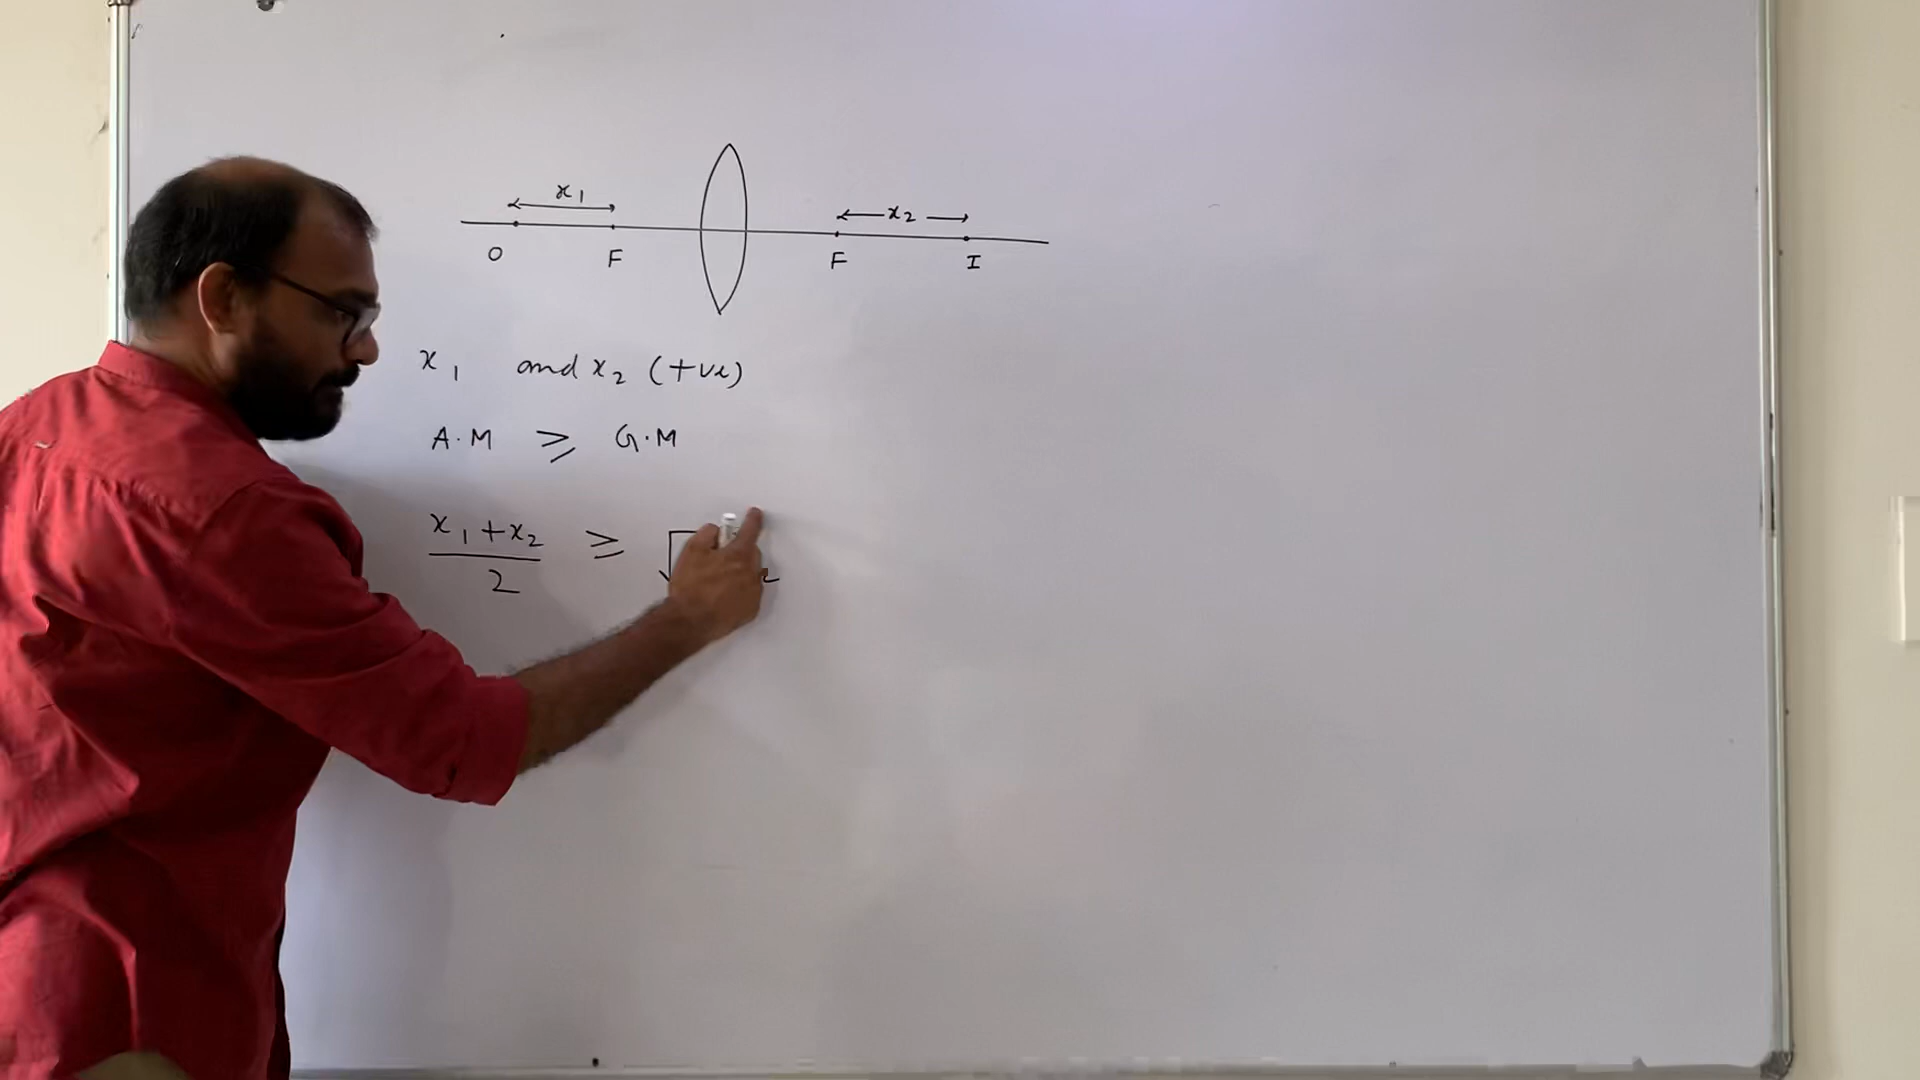 x₁ x₂
O F F I
x₁ and x₂ (+ve)
A.M ≥ G.M
(x₁+x₂)/2 ≥ √